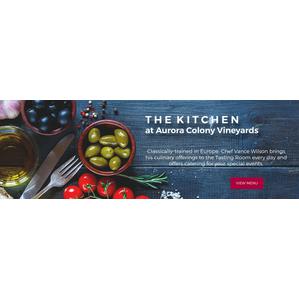 THE KITCHEN
at Aurora Colony Vineyards
Classically-trained in Europe, Chef Vance Wilson brings
his culinary offerings to the Tasting Room every day and
offers catering for your special events.
VIEW MENU